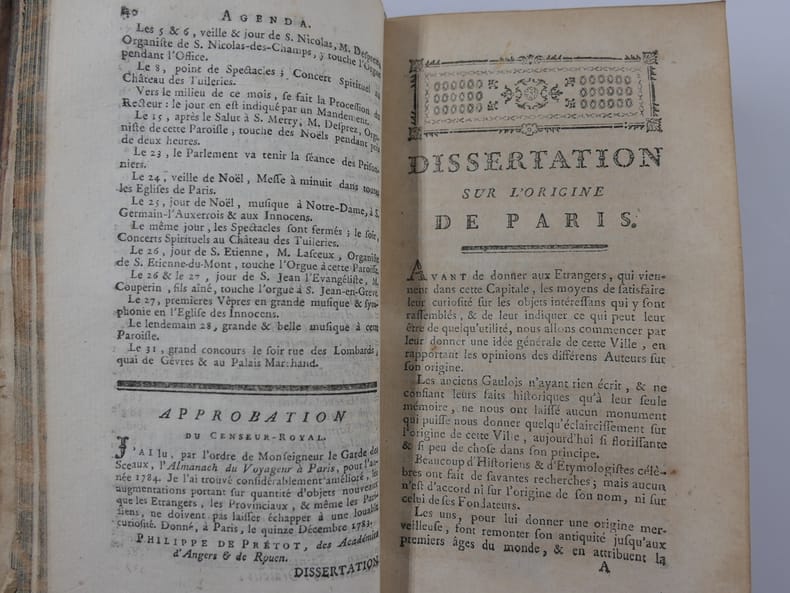 40 AGENDA.
Les 5 & 6, veille & jour de S. Nicolas, M. Desprez,
Organiste de S. Nicolas-des-Champs, y touche l'Orgue
pendant l'Office.
Le 8, point de Spectacles; Concert Spirituel au
Château des Tuileries.
Vers le milieu de ce mois, se fait la Procession du
Recteur: le jour en est indiqué par un Mandement.
Le 15, après le Salut à S. Merry, M. Desprez, Orga-
niste de cette Paroisse, touche des Noëls pendant près
de deux heures.
Le 23, le Parlement va tenir la séance des Prison-
niers.
Le 24, veille de Noël, Messe à minuit dans toutes
les Eglises de Paris.
Le 25, jour de Noël, musique à Notre-Dame, à S.
Germain-l'Auxerrois & aux Innocens.
Le même jour, les Spectacles sont fermés; le soir,
Concerts Spirituels au Château des Tuileries.
Le 26, jour de S. Etienne, M. Lasceux, Organiste
de S. Etienne-du-Mont, touche l'Orgue à cette Paroisse.
Le 26 & le 27, jour de S. Jean l'Evangéliste, M.
Couperin, fils aîné, touche l'orgue à S. Jean-en-Greve.
Le 27, premieres Vêpres en grande musique & sym-
phonie en l'Eglise des Innocens.
Le lendemain 28, grande & belle musique à cette
Paroisse.
Le 31, grand concours le soir rue des Lombards,
quai de Gèvres & au Palais Marchand.
APPROBATION
DU CENSEUR-ROYAL.
J'AI lu, par l'ordre de Monseigneur le Garde des
Sceaux, l'Almanach du Voyageur à Paris, pour l'an-
née 1784. Je l'ai trouvé considérablement amélioré, les
augmentations portant sur quantité d'objets nouveaux
que les Etrangers, les Provinciaux, & même les Pari-
siens, ne doivent pas laisser échapper à une louable
curiosité. Donné, à Paris, le quinze Décembre 1783.
PHILIPPE DE PRÉTOT, des Académies
d'Angers & de Rouen.
DISSERTATION
DISSERTATION
SUR L'ORIGINE
DE PARIS.
AVANT de donner aux Etrangers, qui vien-
nent dans cette Capitale, les moyens de satisfaire
leur curiosité sur les objets intéressans qui y sont
rassemblés, & de leur indiquer ce qui peut leur
être de quelqu'utilité, nous allons commencer par
leur donner une idée générale de cette Ville, en
rapportant les opinions des différens Auteurs sur
son origine.
Les anciens Gaulois n'ayant rien écrit, & ne
confiant leurs faits historiques qu'à leur seule
mémoire, ne nous ont laissé aucun monument
qui puisse nous donner quelqu'éclaircissement sur
l'origine de cette Ville, aujourd'hui si florissante
& si peu de chose dans son principe.
Beaucoup d'Historiens & d'Etymologistes célè-
bres ont fait de savantes recherches; mais aucun
n'est d'accord ni sur l'origine de son nom, ni sur
celui de ses Fondateurs.
Les uns, pour lui donner une origine mer-
veilleuse, font remonter son antiquité jusqu'aux
premiers âges du monde, & en attribuent la
A